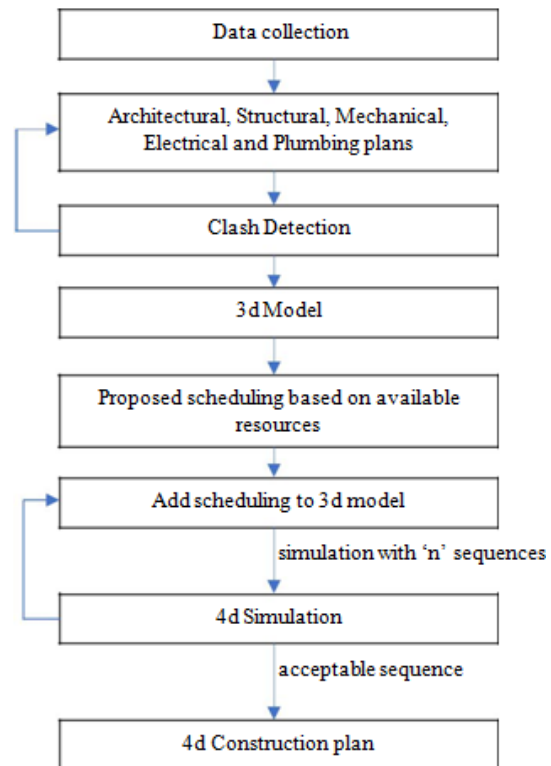 Data collection
Architectural, Structural, Mechanical,
Electrical and Plumbing plans
Clash Detection
3d Model
Proposed scheduling based on available
resources
Add scheduling to 3d model
simulation with ‘n’ sequences
4d Simulation
acceptable sequence
4d Construction plan